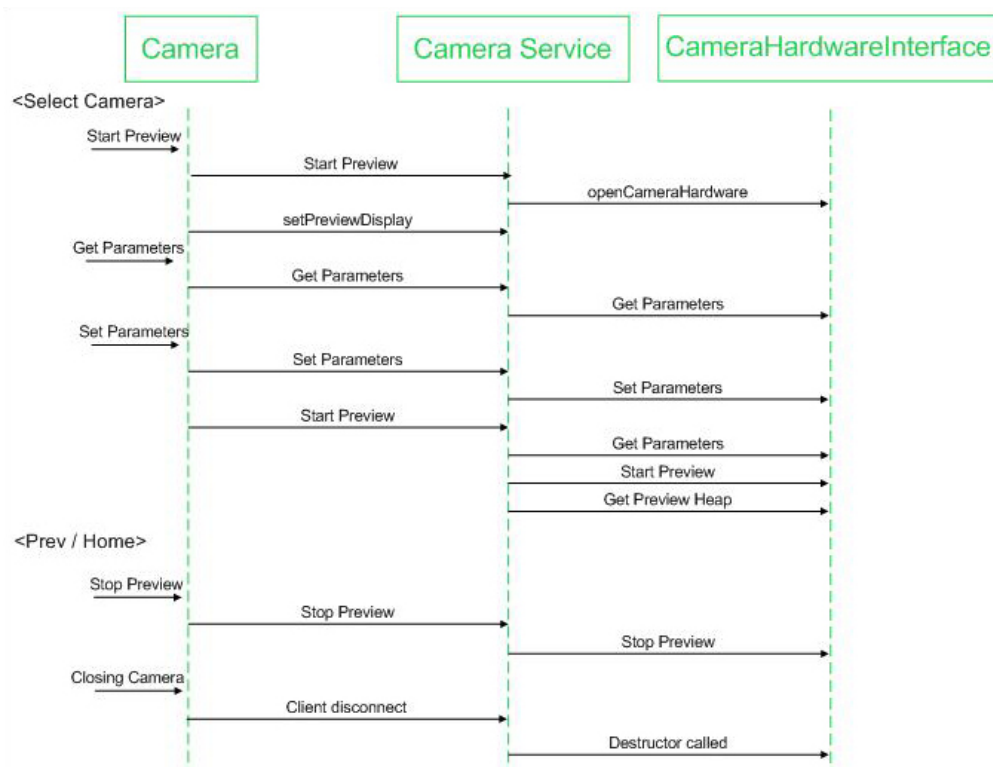 Camera
Camera Service
CameraHardwareInterface
<Select Camera>
Start Preview
Start Preview
openCameraHardware
setPreviewDisplay
Get Parameters
Get Parameters
Get Parameters
Set Parameters
Set Parameters
Set Parameters
Start Preview
Get Parameters
Start Preview
Get Preview Heap
<Prev / Home>
Stop Preview
Stop Preview
Stop Preview
Closing Camera
Client disconnect
Destructor called